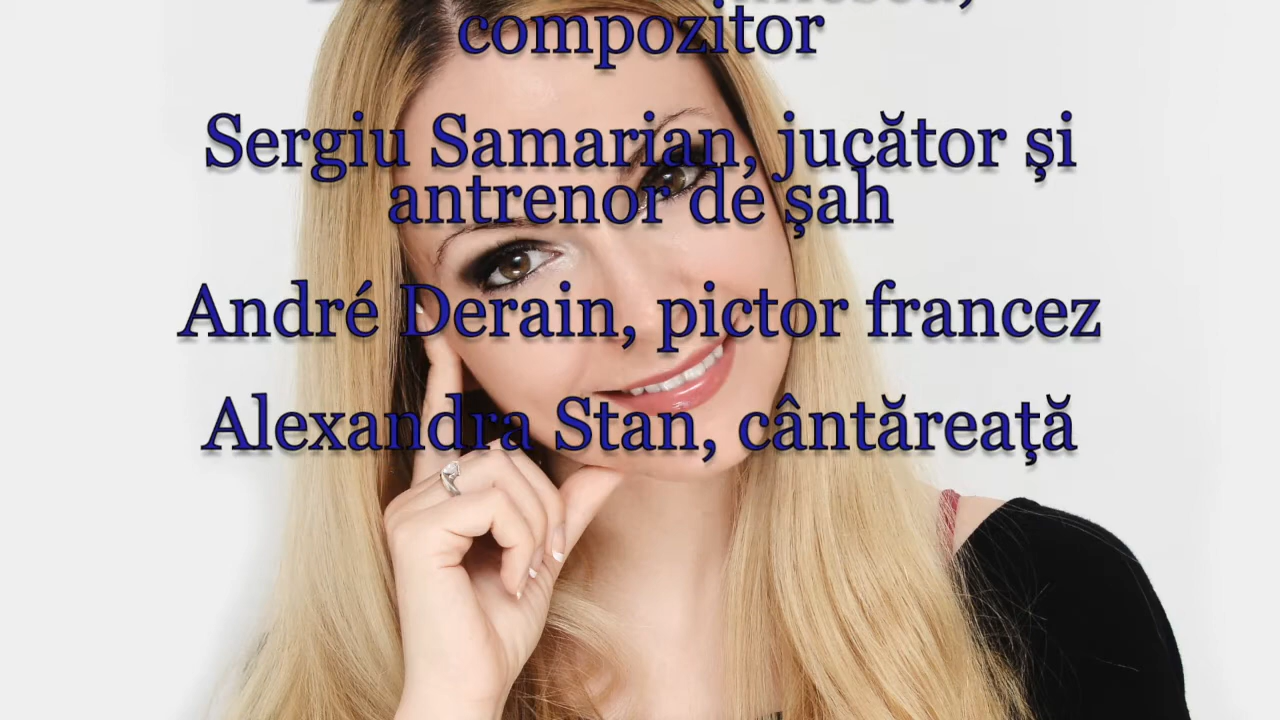 compozitor
Sergiu Samarian, jucător și
antrenor de șah
André Derain, pictor francez
Alexandra Stan, cântăreață